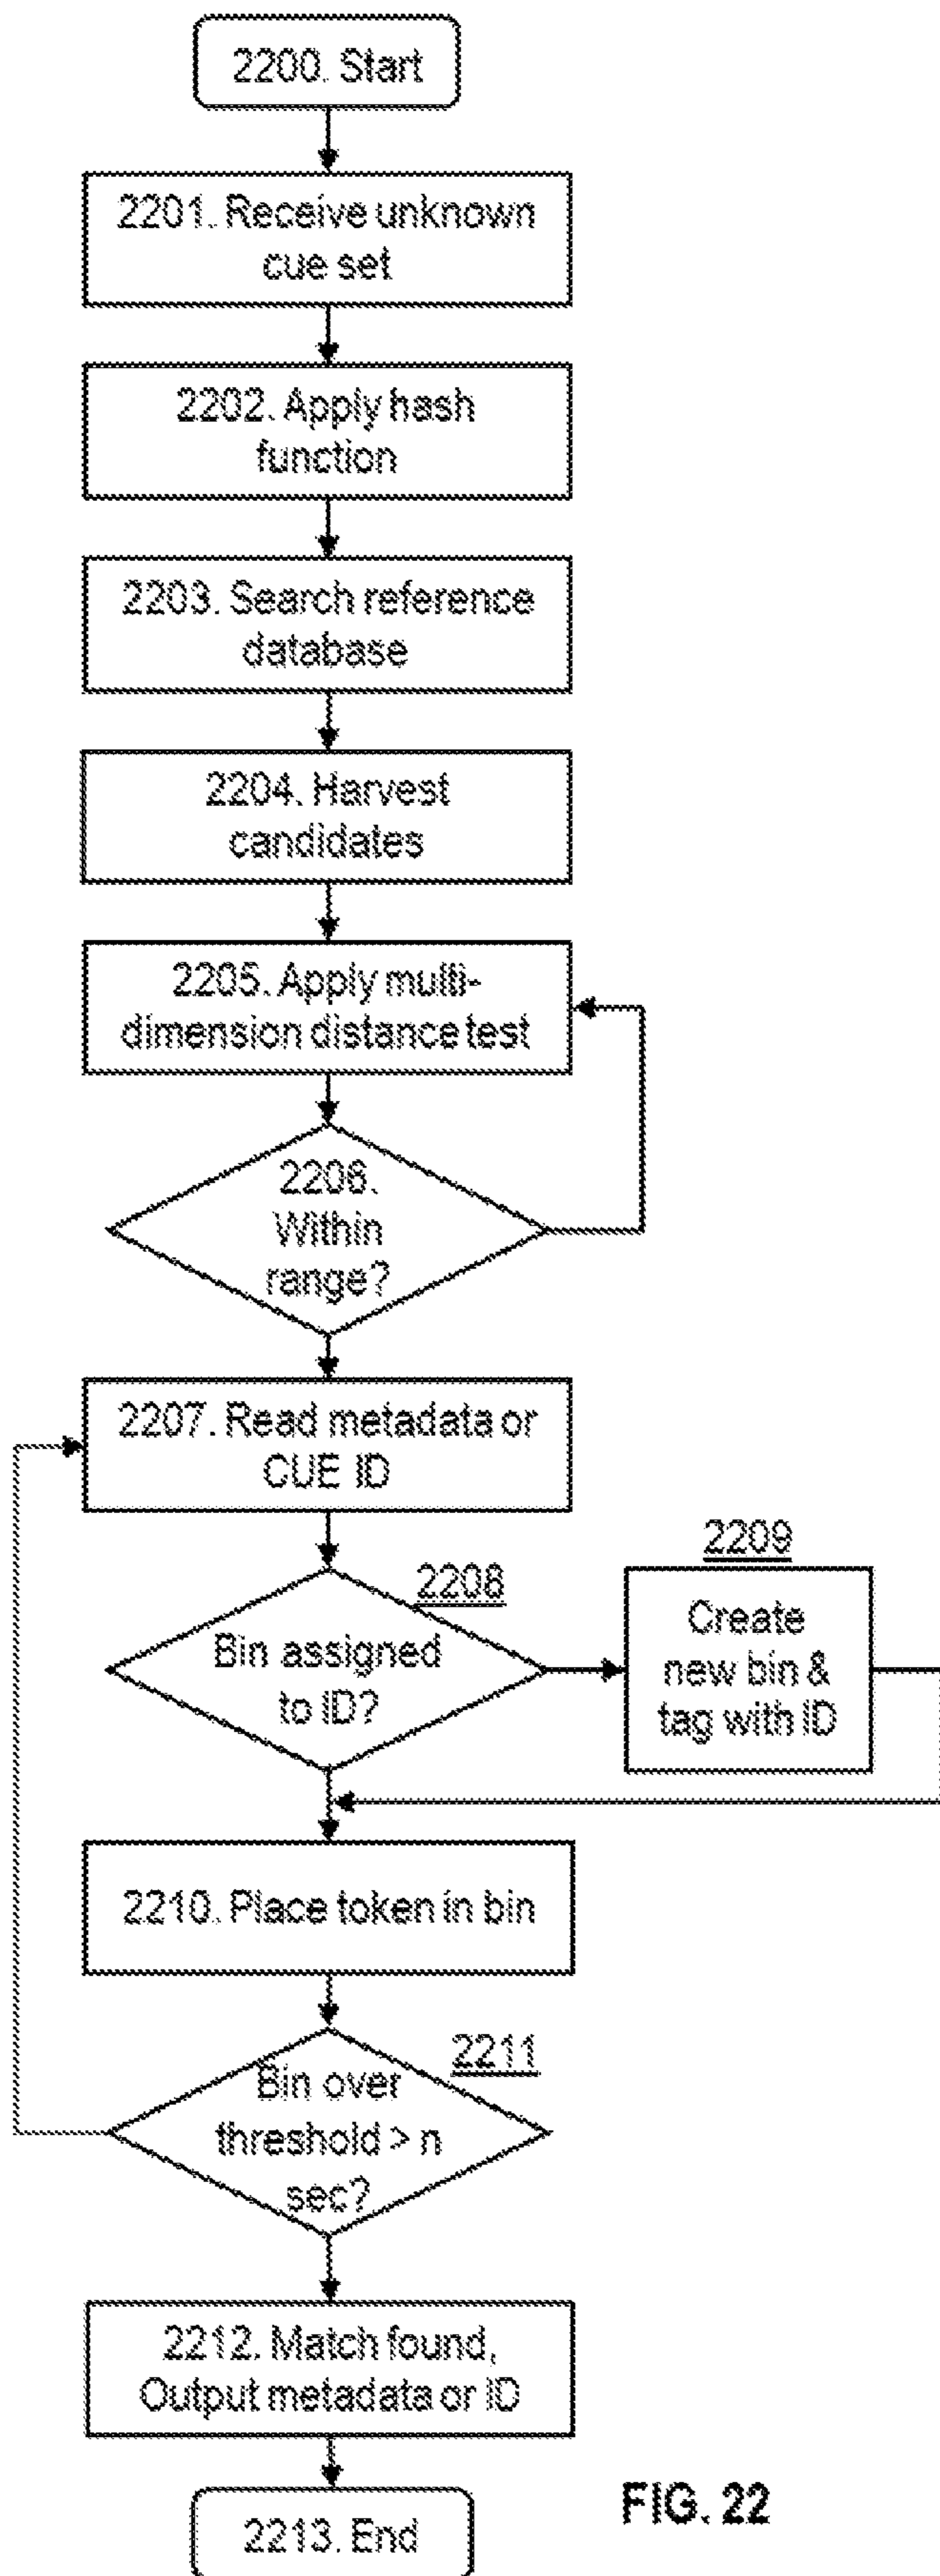 2200. Start
2201. Receive unknown
cue set
2202. Apply hash
function
2203. Search reference
database
2204. Harvest
candidates
2205. Apply multi-
dimension distance test
2206.
Within
range?
2207. Read metadata or
CUE ID
2208
Bin assigned
to ID?
2209
Create
new bin &
tag with ID
2210. Place token in bin
2211
Bin over
threshold > n
sec?
2212. Match found,
Output metadata or ID
2213. End
FIG. 22